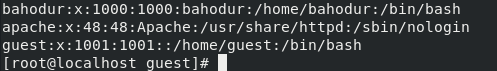 bahodur:x:1000:1000:bahodur:/home/bahodur:/bin/bash
apache:x:48:48:Apache:/usr/share/httpd:/sbin/nologin
guest:x:1001:1001::/home/guest:/bin/bash
[root@localhost guest]#